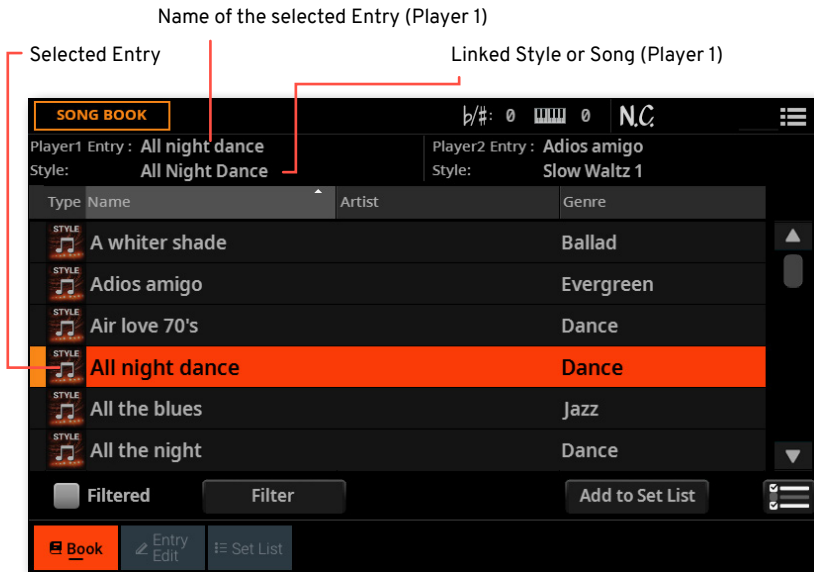 Name of the selected Entry (Player 1)
Selected Entry
Linked Style or Song (Player 1)
SONG BOOK
♭/#: 0 0 N.C.
Player1 Entry : All night dance
Player2 Entry : Adios amigo
Style: All Night Dance
Style: Slow Waltz 1
Type Name Artist Genre
STYLE
A whiter shade Ballad
STYLE
Adios amigo Evergreen
STYLE
Air love 70's Dance
STYLE
All night dance Dance
STYLE
All the blues Jazz
STYLE
All the night Dance
Filtered Filter Add to Set List
Book Entry Edit Set List